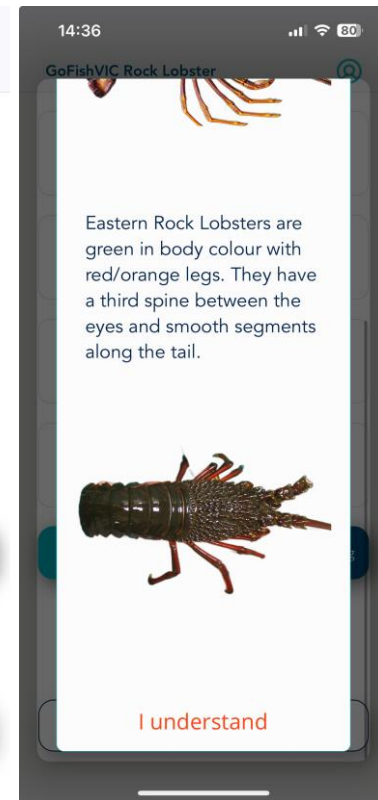 14:36
80
GoFishVIC Rock Lobster
Eastern Rock Lobsters are
green in body colour with
red/orange legs. They have
a third spine between the
eyes and smooth segments
along the tail.
I understand